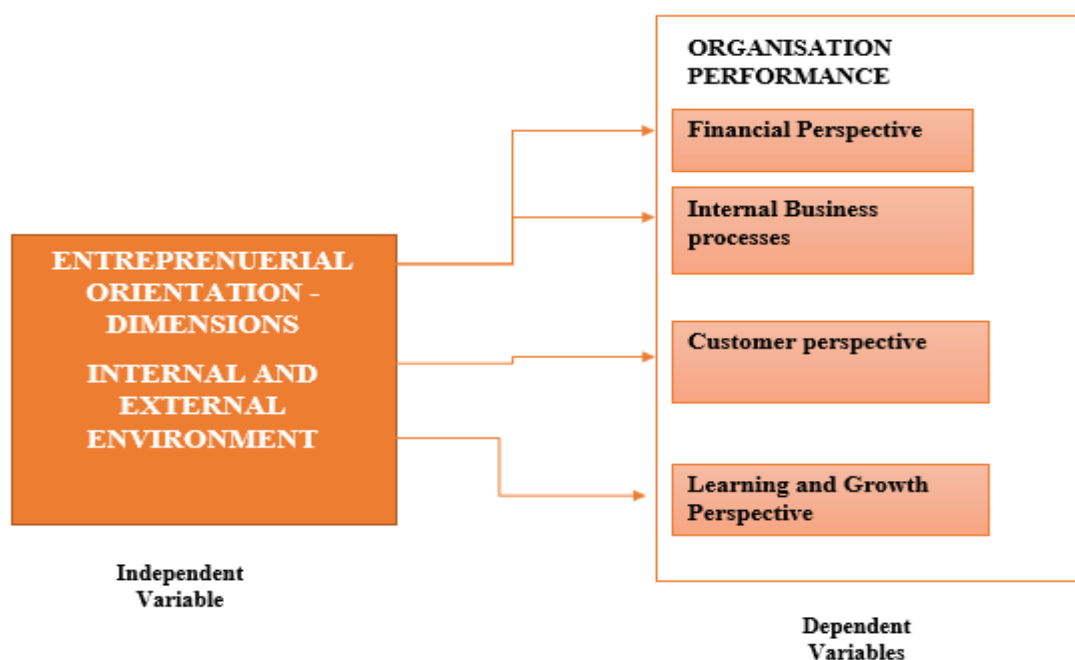 ENTREPRENUERIAL
ORIENTATION -
DIMENSIONS
INTERNAL AND
EXTERNAL
ENVIRONMENT
Independent
Variable
ORGANISATION
PERFORMANCE
Financial Perspective
Internal Business
processes
Customer perspective
Learning and Growth
Perspective
Dependent
Variables